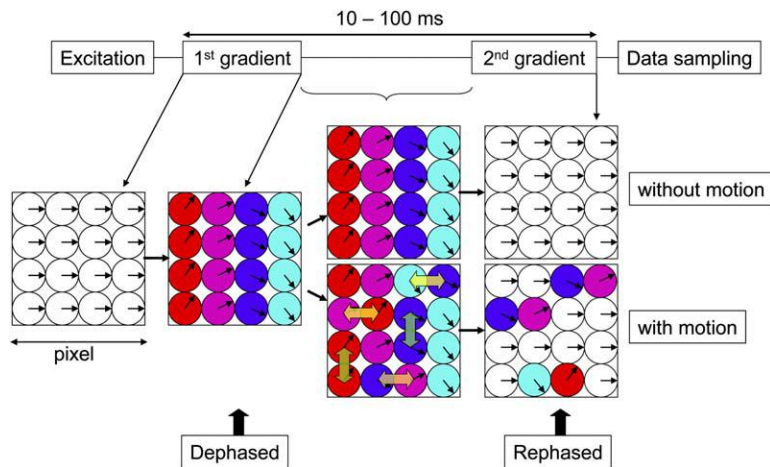 10 – 100 ms
Excitation
1st gradient
2nd gradient
Data sampling
without motion
with motion
pixel
Dephased
Rephased